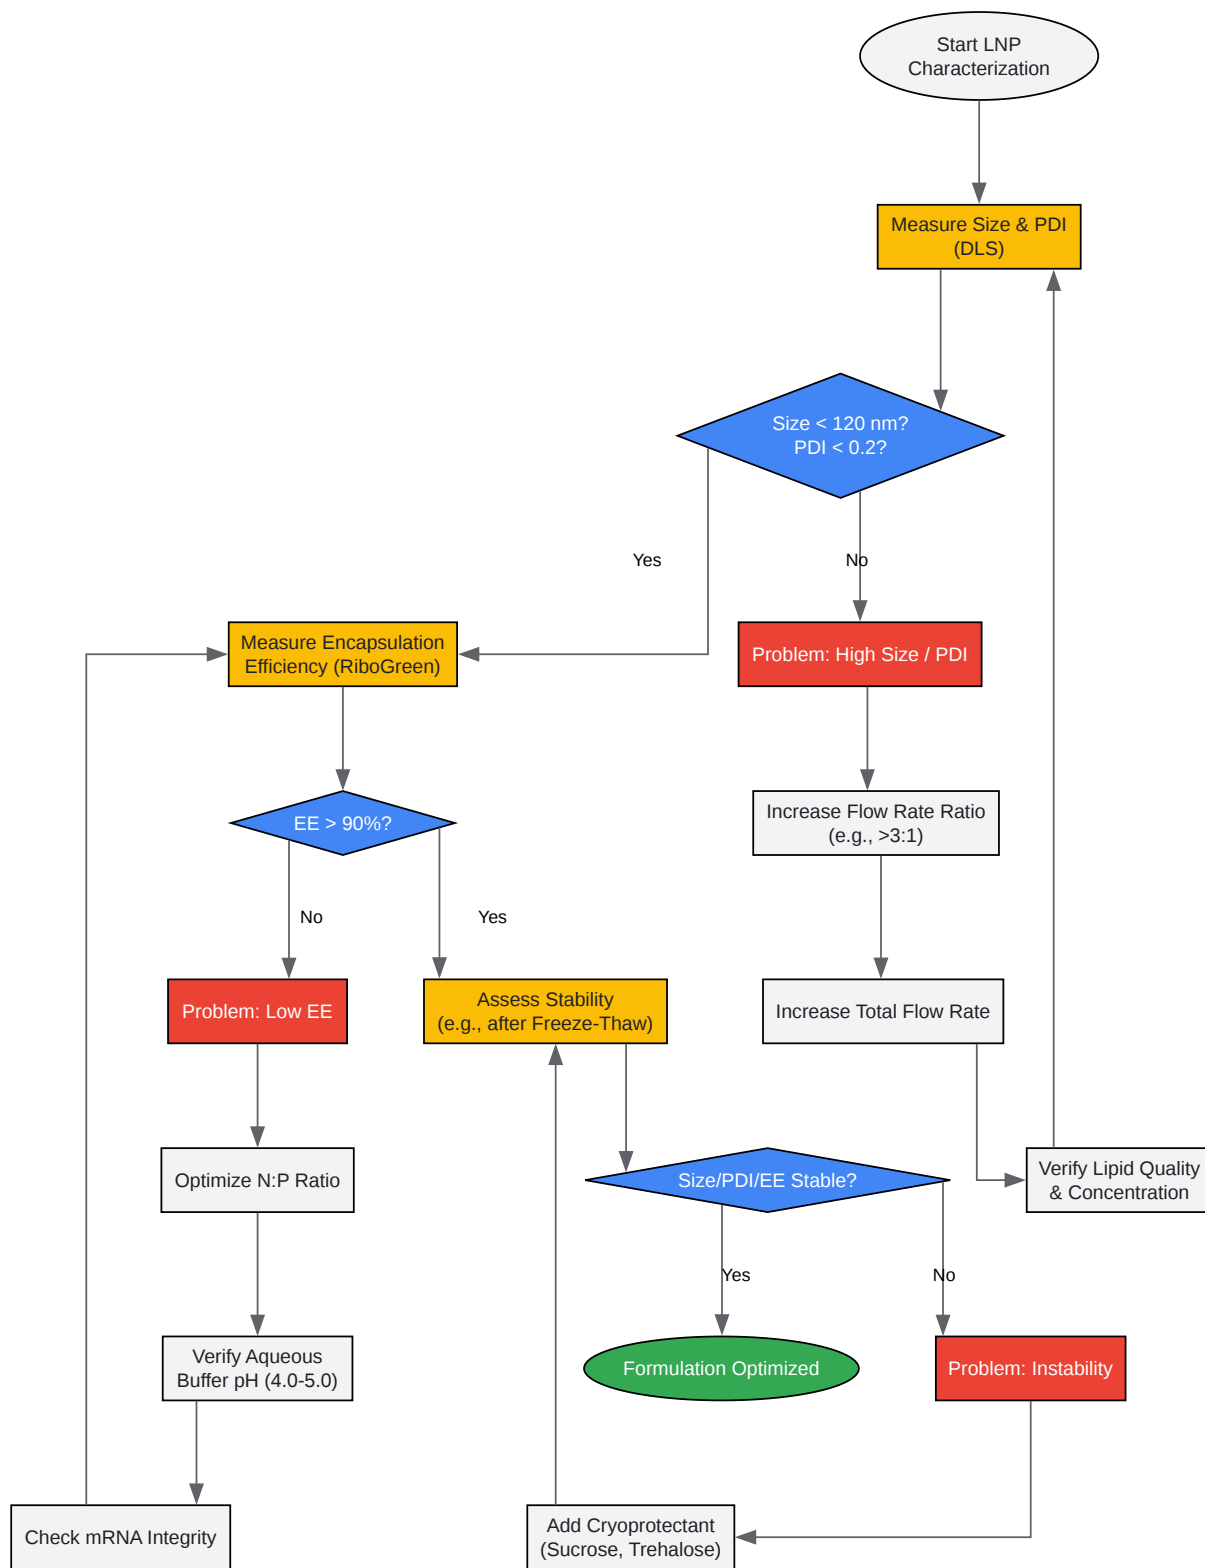 Start LNP
Characterization
Measure Size & PDI
(DLS)
Size < 120 nm?
PDI < 0.2?
Yes
No
Measure Encapsulation
Efficiency (RiboGreen)
Problem: High Size / PDI
EE > 90%?
Increase Flow Rate Ratio
(e.g., >3:1)
No
Yes
Problem: Low EE
Assess Stability
(e.g., after Freeze-Thaw)
Increase Total Flow Rate
Optimize N:P Ratio
Size/PDI/EE Stable?
Verify Lipid Quality
& Concentration
Yes
No
Verify Aqueous
Buffer pH (4.0-5.0)
Formulation Optimized
Problem: Instability
Check mRNA Integrity
Add Cryoprotectant
(Sucrose, Trehalose)